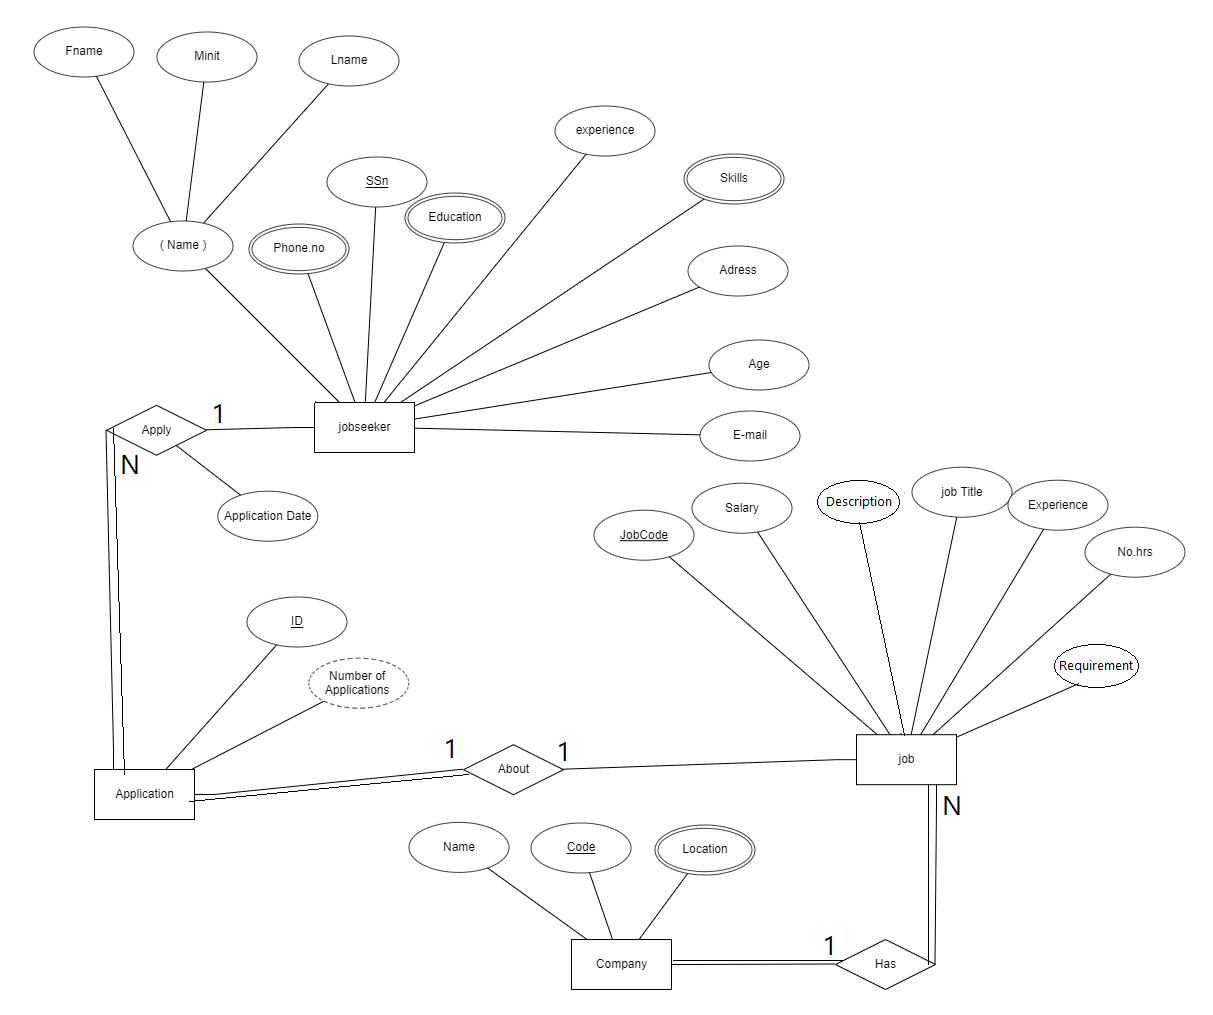 Fname
Minit
Lname
experience
Skills
SSn
Education
( Name )
Phone.no
Adress
Age
E-mail
1
Apply
jobseeker
N
Application Date
Description
job Title
Experience
Salary
JobCode
No.hrs
ID
Number of
Applications
Requirement
1
1
About
job
Application
N
Name
Code
Location
1
Company
Has